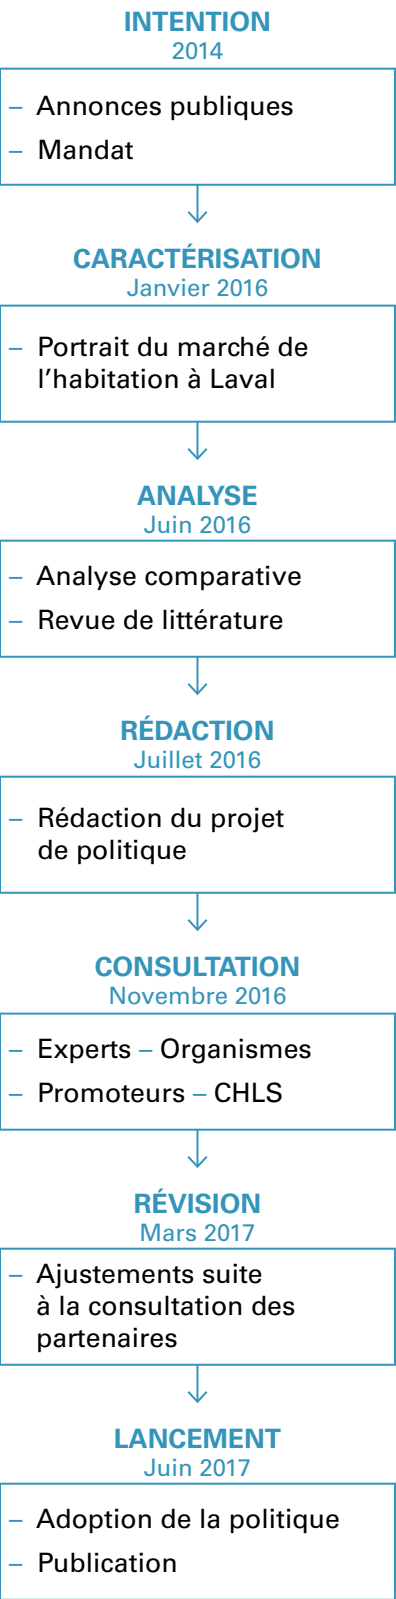 INTENTION
2014
– Annonces publiques
– Mandat
CARACTÉRISATION
Janvier 2016
– Portrait du marché de
l’habitation à Laval
ANALYSE
Juin 2016
– Analyse comparative
– Revue de littérature
RÉDACTION
Juillet 2016
– Rédaction du projet
de politique
CONSULTATION
Novembre 2016
– Experts – Organismes
– Promoteurs – CHLS
RÉVISION
Mars 2017
– Ajustements suite
à la consultation des
partenaires
LANCEMENT
Juin 2017
– Adoption de la politique
– Publication